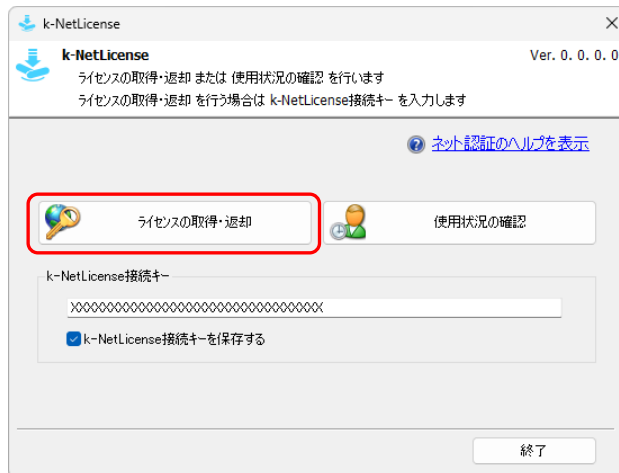 k-NetLicense
k-NetLicense
Ver. 0. 0. 0. 0
ライセンスの取得・返却 または 使用状況の確認 を行います
ライセンスの取得・返却 を行う場合は k-NetLicense接続キー を入力します
ネット認証のヘルプを表示
ライセンスの取得・返却
使用状況の確認
k-NetLicense接続キー
XXXXXXXXXXXXXXXXXXXXXXXXXXXXXXXX
k-NetLicense接続キーを保存する
終了